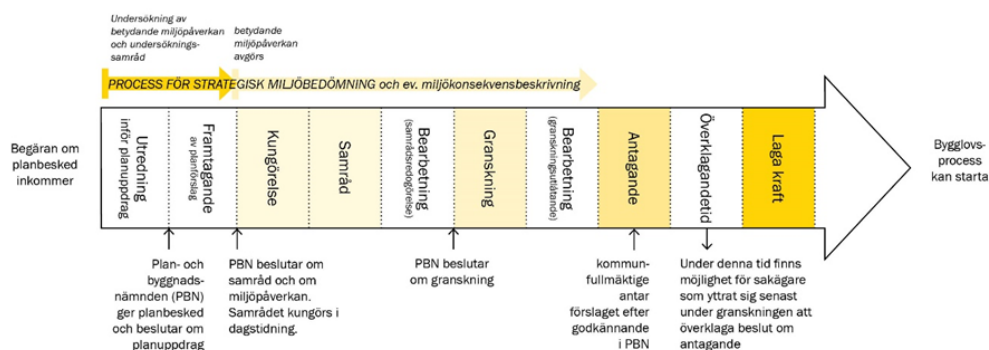 Undersökning av
betydande miljöpåverkan
och undersöknings-
samråd
betydande
miljöpåverkan
avgörs
PROCESS FÖR STRATEGISK MILJÖBEDÖMNING och ev. miljökonsekvensbeskrivning
Begäran om
planbesked
inkommer
Utredning
inför planuppdrag
Framtagande
av planförslag
Kungörelse
Samråd
Bearbetning
(samrådsredogörelse)
Granskning
Bearbetning
(granskningsutlåtande)
Antagande
Överklagandetid
Laga kraft
Bygglovs-
process
kan starta
Plan- och
byggnads-
nämnden (PBN)
ger planbesked
och beslutar om
planuppdrag
PBN beslutar om
samråd och om
miljöpåverkan.
Samrådet kungörs i
dagstidning.
PBN beslutar
om granskning
kommun-
fullmäktige
antar
förslaget efter
godkännande
i PBN
Under denna tid finns
möjlighet för sakägare
som yttrat sig senast
under granskningen att
överklaga beslut om
antagande